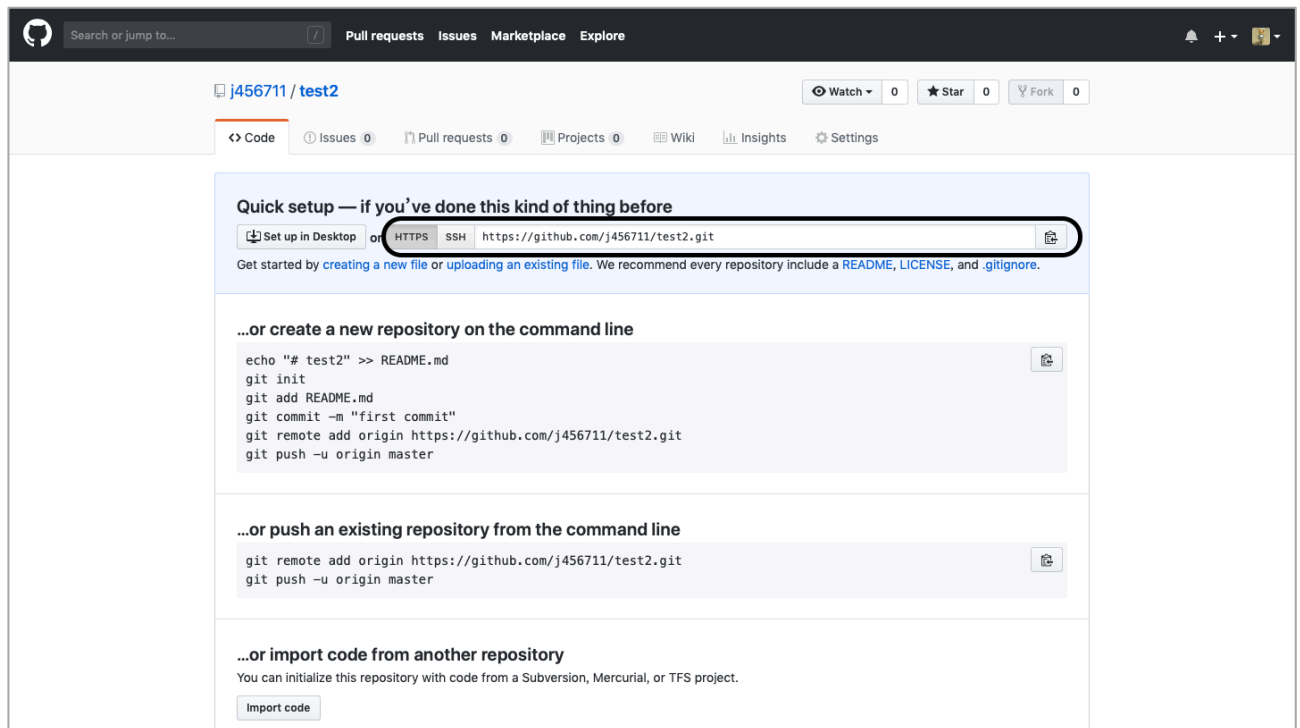 Search or jump to... /
Pull requests Issues Marketplace Explore
j456711 / test2
Watch 0 Star 0 Fork 0
Code Issues 0 Pull requests 0 Projects 0 Wiki Insights Settings
Quick setup — if you’ve done this kind of thing before
Set up in Desktop or HTTPS SSH https://github.com/j456711/test2.git
Get started by creating a new file or uploading an existing file. We recommend every repository include a README, LICENSE, and .gitignore.
…or create a new repository on the command line
echo "# test2" >> README.md
git init
git add README.md
git commit -m "first commit"
git remote add origin https://github.com/j456711/test2.git
git push -u origin master
…or push an existing repository from the command line
git remote add origin https://github.com/j456711/test2.git
git push -u origin master
…or import code from another repository
You can initialize this repository with code from a Subversion, Mercurial, or TFS project.
Import code